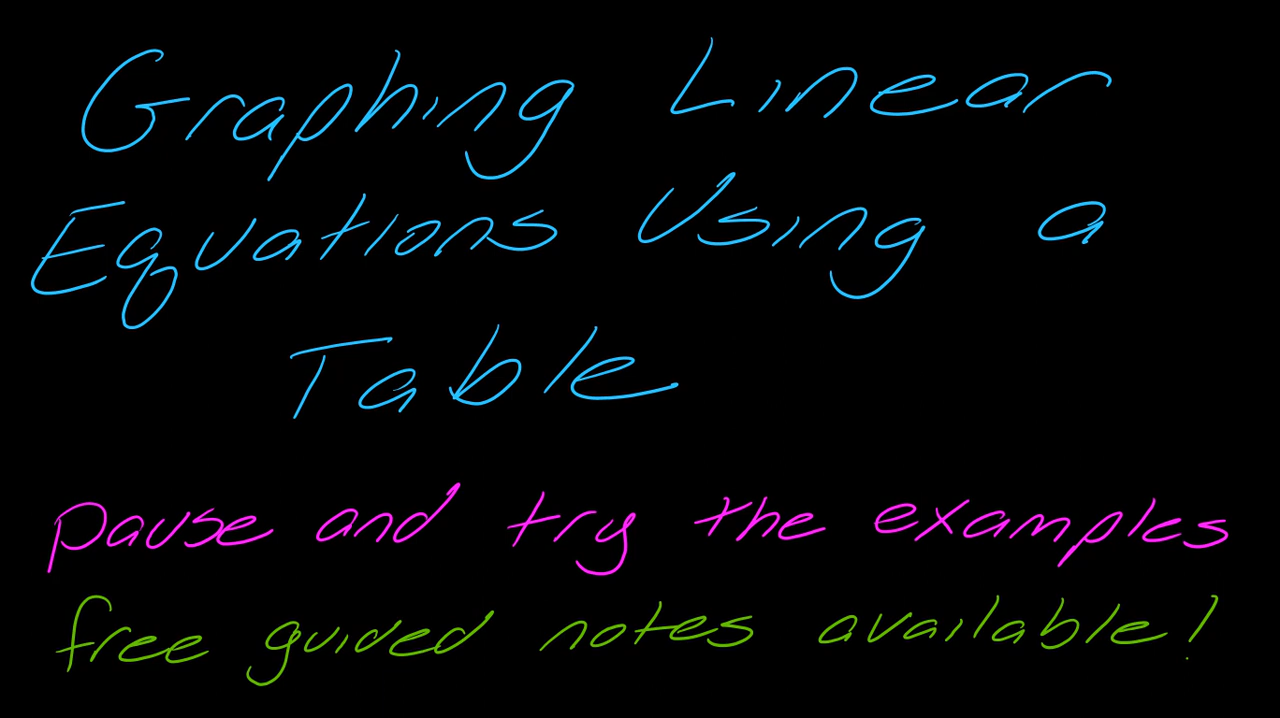 Graphing Linear
Equations Using a
Table
pause and try the examples
free guided notes available!